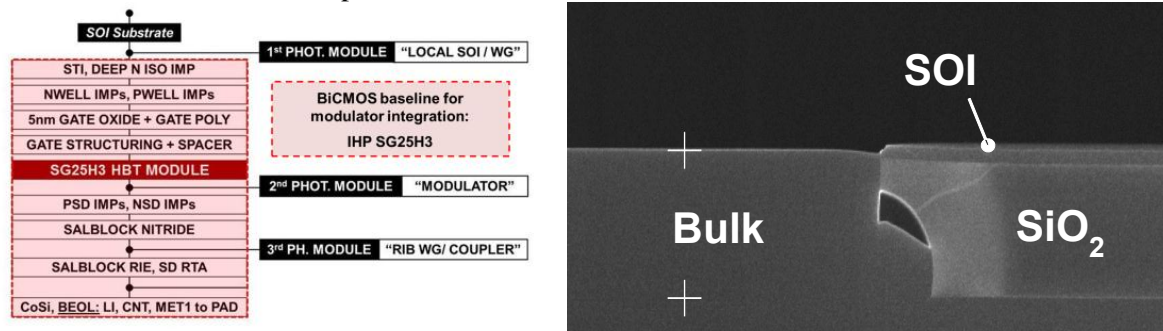 SOI Substrate
1st PHOT. MODULE "LOCAL SOI / WG"
STI, DEEP N ISO IMP
NWELL IMPs, PWELL IMPs
5nm GATE OXIDE + GATE POLY
GATE STRUCTURING + SPACER
SG25H3 HBT MODULE
2nd PHOT. MODULE "MODULATOR"
PSD IMPs, NSD IMPs
SALBLOCK NITRIDE
3rd PH. MODULE "RIB WG/ COUPLER"
SALBLOCK RIE, SD RTA
CoSi, BEOL: LI, CNT, MET1 to PAD
BiCMOS baseline for
modulator integration:
IHP SG25H3
SOI
Bulk
SiO2